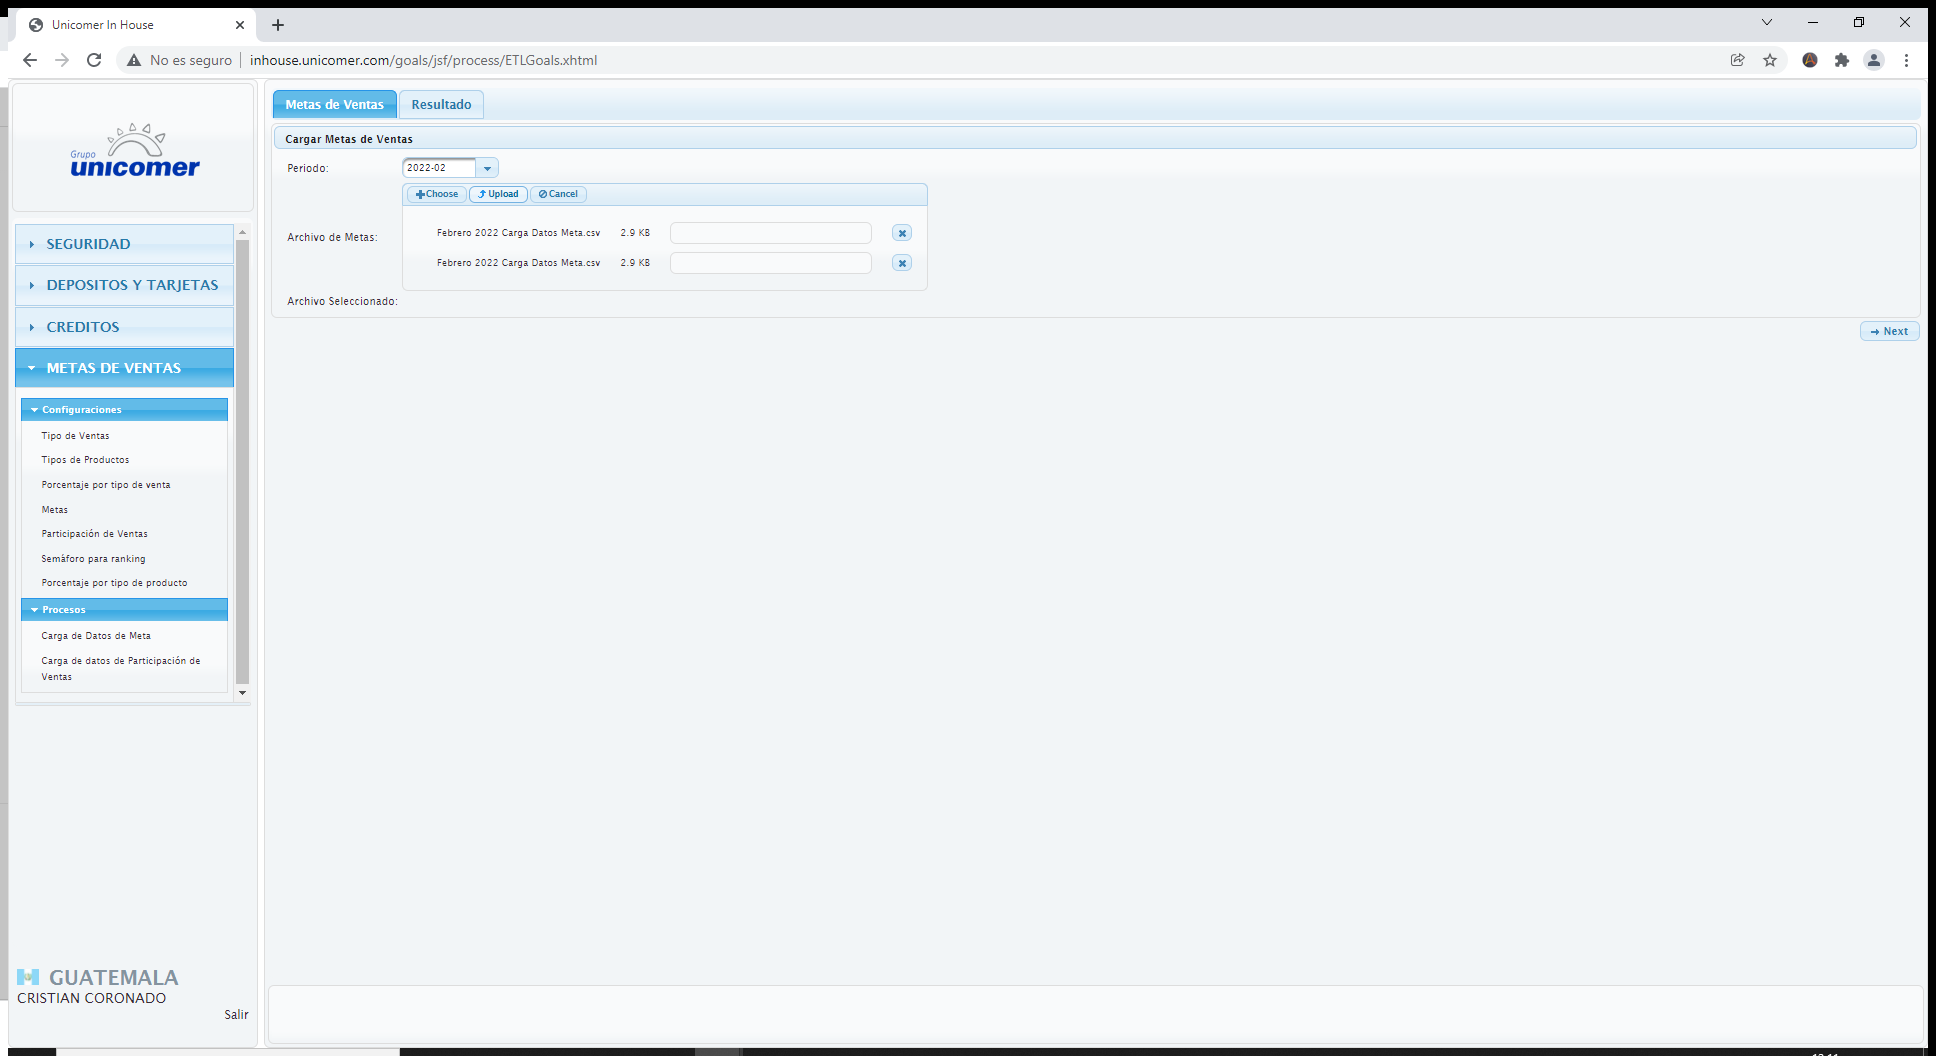 Unicomer In House
No es seguro
inhouse.unicomer.com/goals/jsf/process/ETLGoals.xhtml
Grupo
unicomer
SEGURIDAD
DEPOSITOS Y TARJETAS
CREDITOS
METAS DE VENTAS
Configuraciones
Tipo de Ventas
Tipos de Productos
Porcentaje por tipo de venta
Metas
Participación de Ventas
Semáforo para ranking
Porcentaje por tipo de producto
Procesos
Carga de Datos de Meta
Carga de datos de Participación de
Ventas
GUATEMALA
CRISTIAN CORONADO
Salir
Metas de Ventas Resultado
Cargar Metas de Ventas
Periodo: 2022-02
Choose Upload Cancel
Archivo de Metas:
Febrero 2022 Carga Datos Meta.csv 2.9 KB
Febrero 2022 Carga Datos Meta.csv 2.9 KB
Archivo Seleccionado:
Next